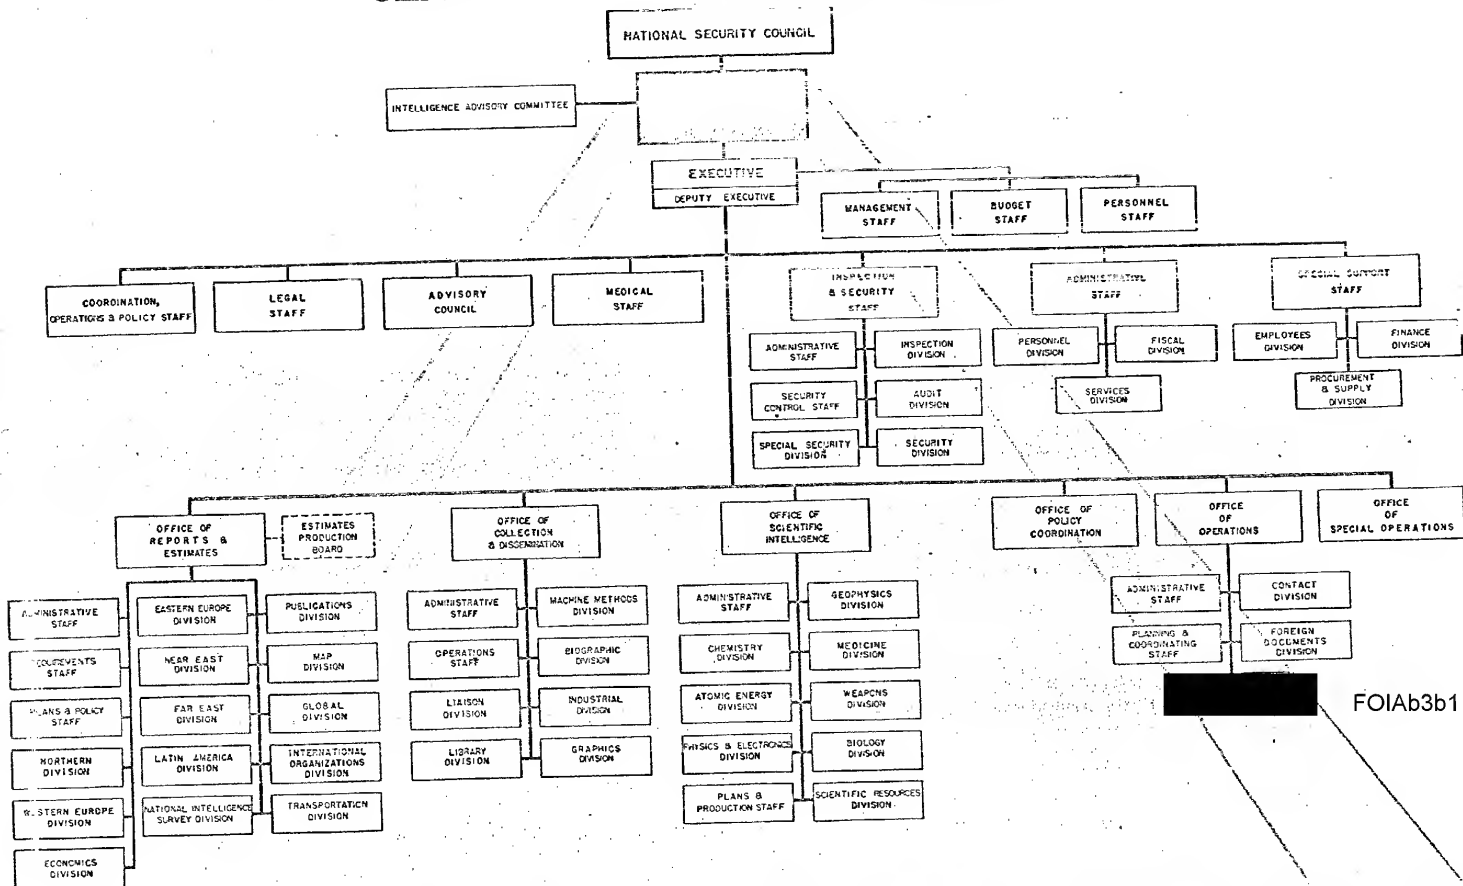 NATIONAL SECURITY COUNCIL
INTELLIGENCE ADVISORY COMMITTEE
EXECUTIVE
DEPUTY EXECUTIVE
MANAGEMENT
STAFF
BUDGET
STAFF
PERSONNEL
STAFF
COORDINATION,
OPERATIONS & POLICY STAFF
LEGAL
STAFF
ADVISORY
COUNCIL
MEDICAL
STAFF
INSPECTION
& SECURITY
STAFF
ADMINISTRATIVE
STAFF
SPECIAL SUPPORT
STAFF
ADMINISTRATIVE
STAFF
INSPECTION
DIVISION
SECURITY
CONTROL STAFF
AUDIT
DIVISION
SPECIAL SECURITY
DIVISION
SECURITY
DIVISION
PERSONNEL
DIVISION
FISCAL
DIVISION
SERVICES
DIVISION
EMPLOYEES
DIVISION
FINANCE
DIVISION
PROCUREMENT
& SUPPLY
DIVISION
OFFICE OF
REPORTS &
ESTIMATES
ESTIMATES
PRODUCTION
BOARD
OFFICE OF
COLLECTION
& DISSEMINATION
OFFICE OF
SCIENTIFIC
INTELLIGENCE
OFFICE OF
POLICY
COORDINATION
OFFICE
OF
OPERATIONS
OFFICE
OF
SPECIAL OPERATIONS
ADMINISTRATIVE
STAFF
EASTERN EUROPE
DIVISION
PUBLICATIONS
DIVISION
REQUIREMENTS
STAFF
NEAR EAST
DIVISION
MAP
DIVISION
PLANS & POLICY
STAFF
FAR EAST
DIVISION
GLOBAL
DIVISION
NORTHERN
DIVISION
LATIN AMERICA
DIVISION
INTERNATIONAL
ORGANIZATIONS
DIVISION
WESTERN EUROPE
DIVISION
NATIONAL INTELLIGENCE
SURVEY DIVISION
TRANSPORTATION
DIVISION
ECONOMICS
DIVISION
ADMINISTRATIVE
STAFF
MACHINE METHODS
DIVISION
OPERATIONS
STAFF
BIOGRAPHIC
DIVISION
LIAISON
DIVISION
INDUSTRIAL
DIVISION
LIBRARY
DIVISION
GRAPHICS
DIVISION
ADMINISTRATIVE
STAFF
GEOPHYSICS
DIVISION
CHEMISTRY
DIVISION
MEDICINE
DIVISION
ATOMIC ENERGY
DIVISION
WEAPONS
DIVISION
PHYSICS & ELECTRONICS
DIVISION
BIOLOGY
DIVISION
PLANS &
PRODUCTION STAFF
SCIENTIFIC RESOURCES
DIVISION
ADMINISTRATIVE
STAFF
CONTACT
DIVISION
PLANNING &
COORDINATING
STAFF
FOREIGN
DOCUMENTS
DIVISION
FOIAb3b1